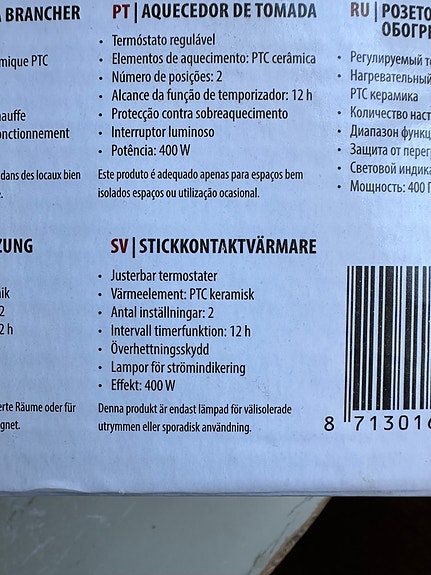 À BRANCHER
PT | AQUECEDOR DE TOMADA
RU | РОЗЕТО
ОБОГРЕ
• Termóstato regulável
• Elementos de aquecimento: PTC cerâmica
• Número de posições: 2
• Alcance da função de temporizador: 12 h
• Protecção contra sobreaquecimento
• Interruptor luminoso
• Potência: 400 W
Este produto é adequado apenas para espaços bem
isolados espaços ou utilização ocasional.
mique PTC
hauffe
onctionnement
dans des locaux bien
• Регулируемый т
• Нагревательный
PTC керамика
• Количество наст
• Диапазон функц
• Защита от перег
• Световой индика
• Мощность: 400
ZUNG
nik
2
2 h
erte Räume oder für
gnet.
SV | STICKKONTAKTVÄRMARE
• Justerbar termostater
• Värmeelement: PTC keramisk
• Antal inställningar: 2
• Intervall timerfunktion: 12 h
• Överhettningsskydd
• Lampor för strömindikering
• Effekt: 400 W
Denna produkt är endast lämpad för välisolerade
utrymmen eller sporadisk användning.
8 713016